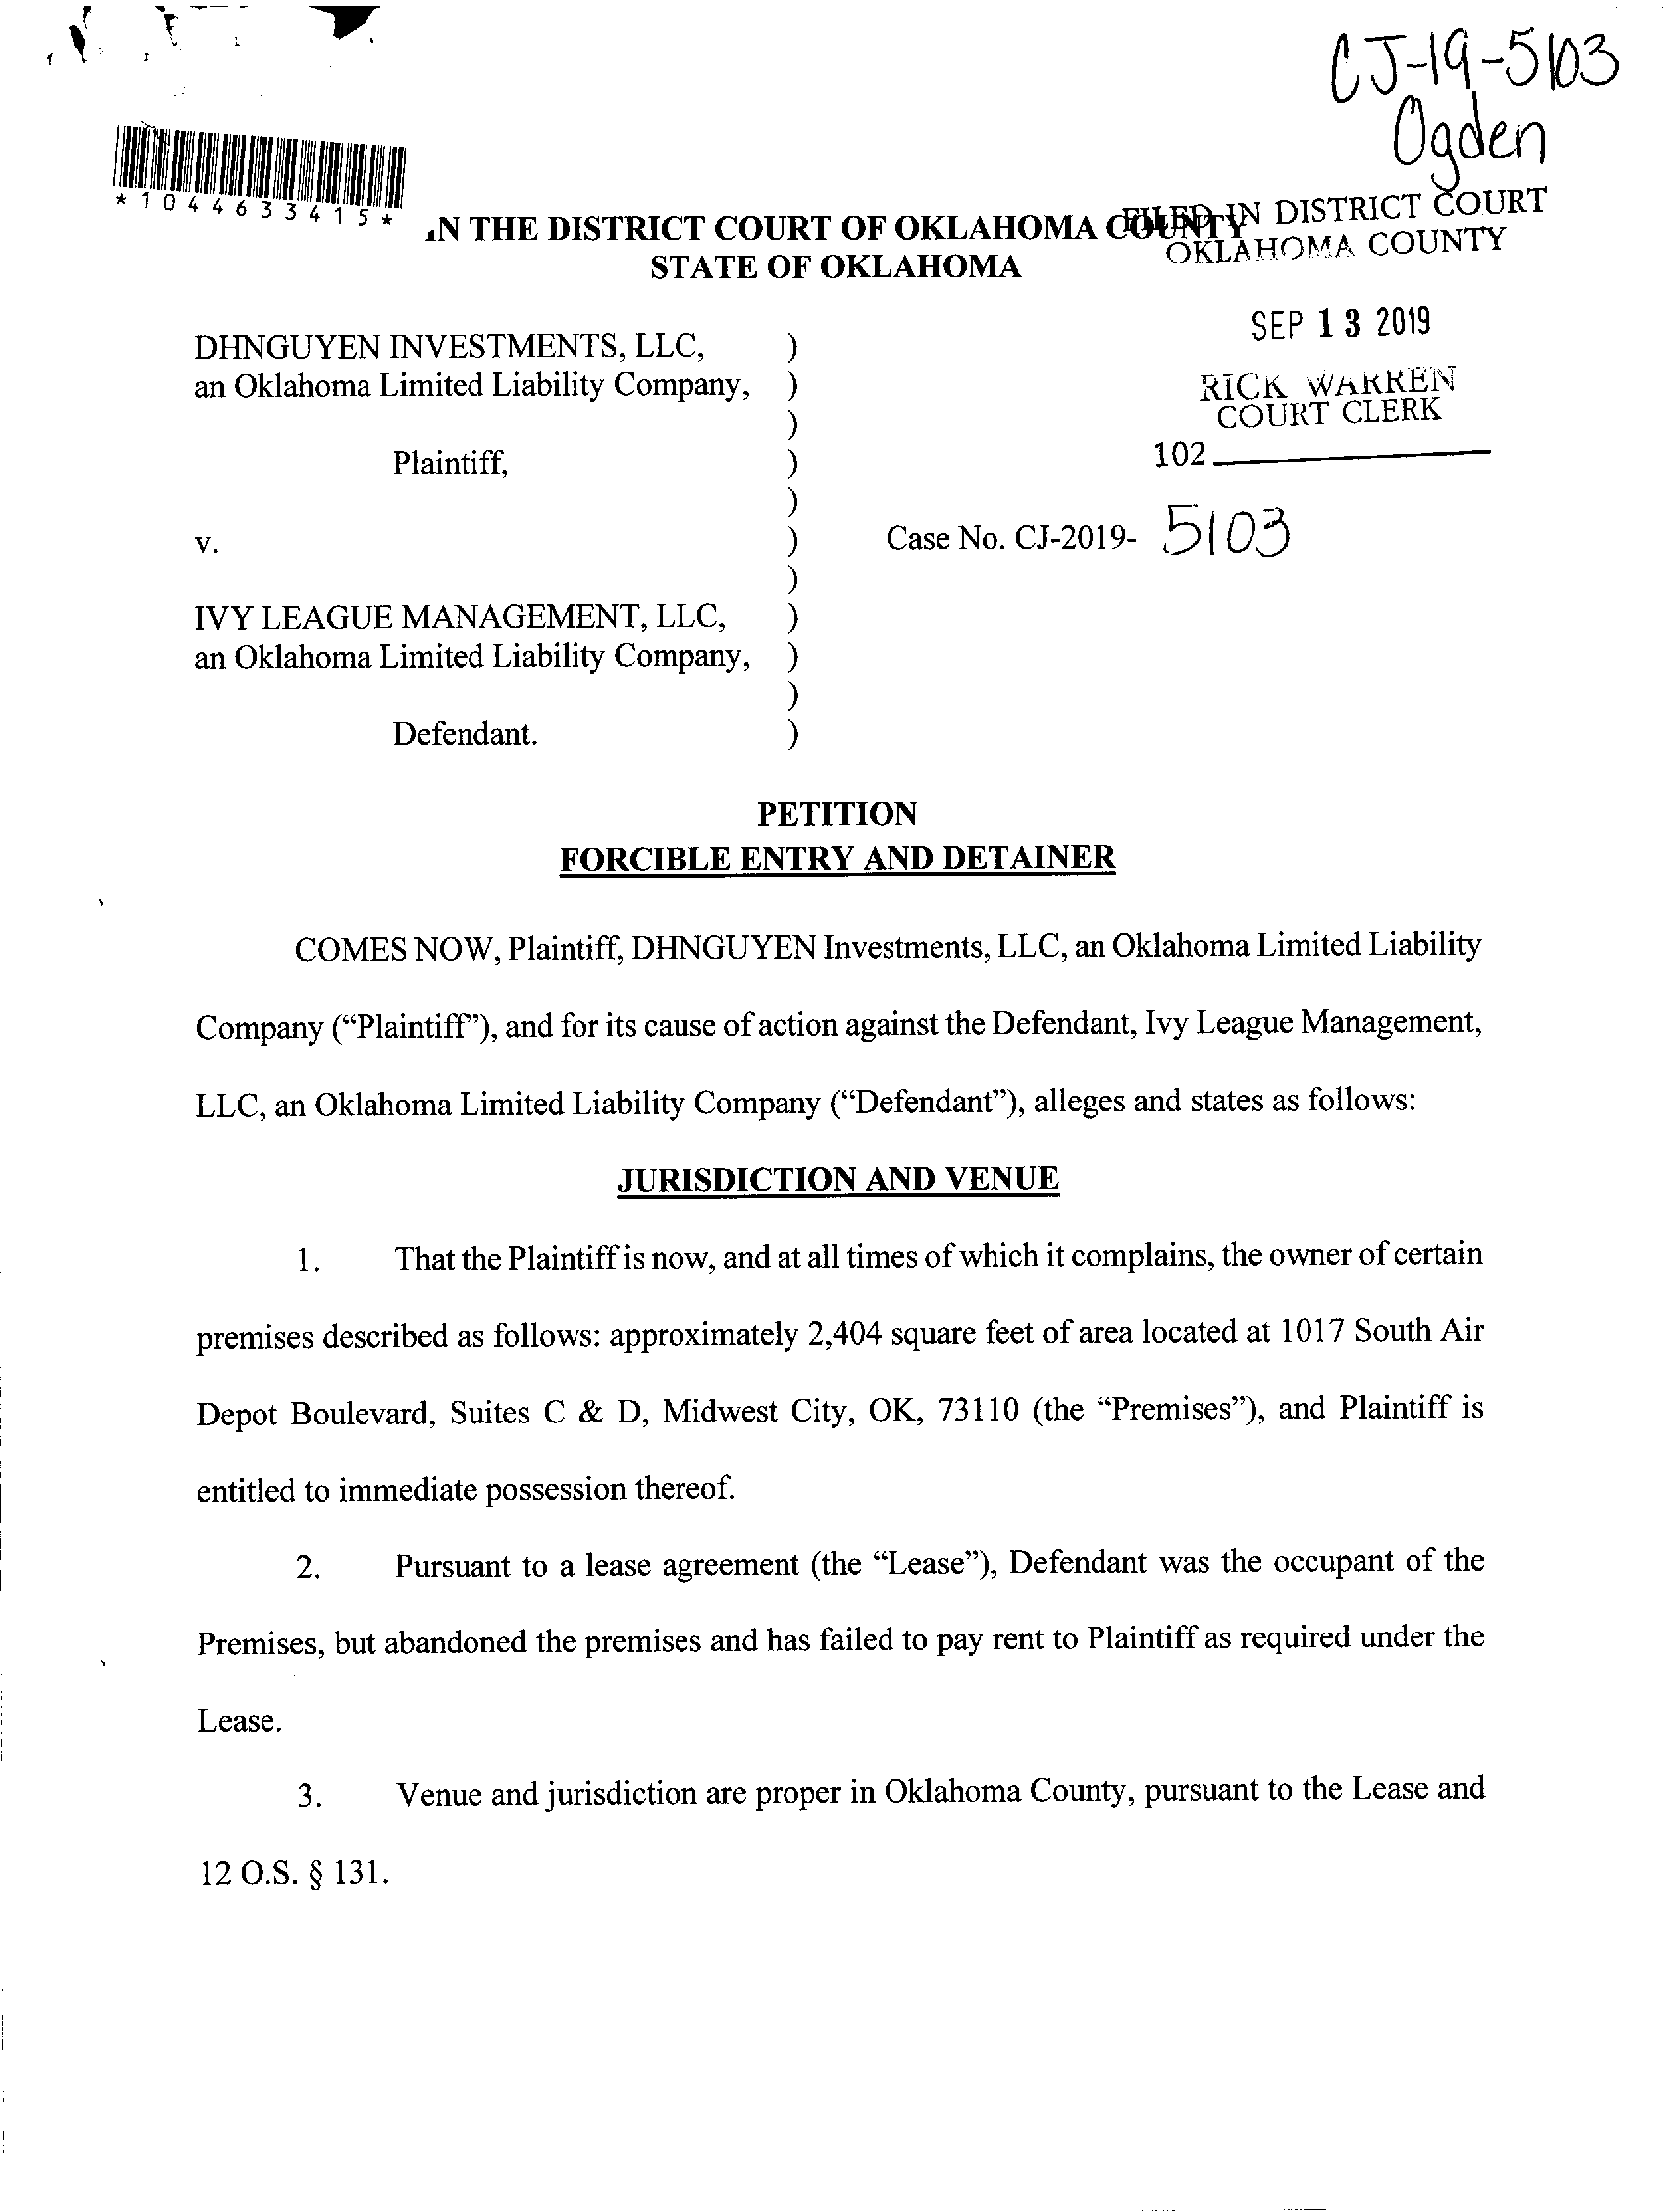 CJ-19-5103
Ogden
*1044633415*
IN THE DISTRICT COURT OF OKLAHOMA COUNTY
FILED IN DISTRICT COURT
STATE OF OKLAHOMA
OKLAHOMA COUNTY
SEP 13 2019
DHNGUYEN INVESTMENTS, LLC, )
an Oklahoma Limited Liability Company, )
RICK WARREN
COURT CLERK
)
Plaintiff, )
102
)
v. ) Case No. CJ-2019- 5103
)
IVY LEAGUE MANAGEMENT, LLC, )
an Oklahoma Limited Liability Company, )
)
Defendant. )
PETITION
FORCIBLE ENTRY AND DETAINER
COMES NOW, Plaintiff, DHNGUYEN Investments, LLC, an Oklahoma Limited Liability
Company (“Plaintiff”), and for its cause of action against the Defendant, Ivy League Management,
LLC, an Oklahoma Limited Liability Company (“Defendant”), alleges and states as follows:
JURISDICTION AND VENUE
1. That the Plaintiff is now, and at all times of which it complains, the owner of certain
premises described as follows: approximately 2,404 square feet of area located at 1017 South Air
Depot Boulevard, Suites C & D, Midwest City, OK, 73110 (the “Premises”), and Plaintiff is
entitled to immediate possession thereof.
2. Pursuant to a lease agreement (the “Lease”), Defendant was the occupant of the
Premises, but abandoned the premises and has failed to pay rent to Plaintiff as required under the
Lease.
3. Venue and jurisdiction are proper in Oklahoma County, pursuant to the Lease and
12 O.S. § 131.